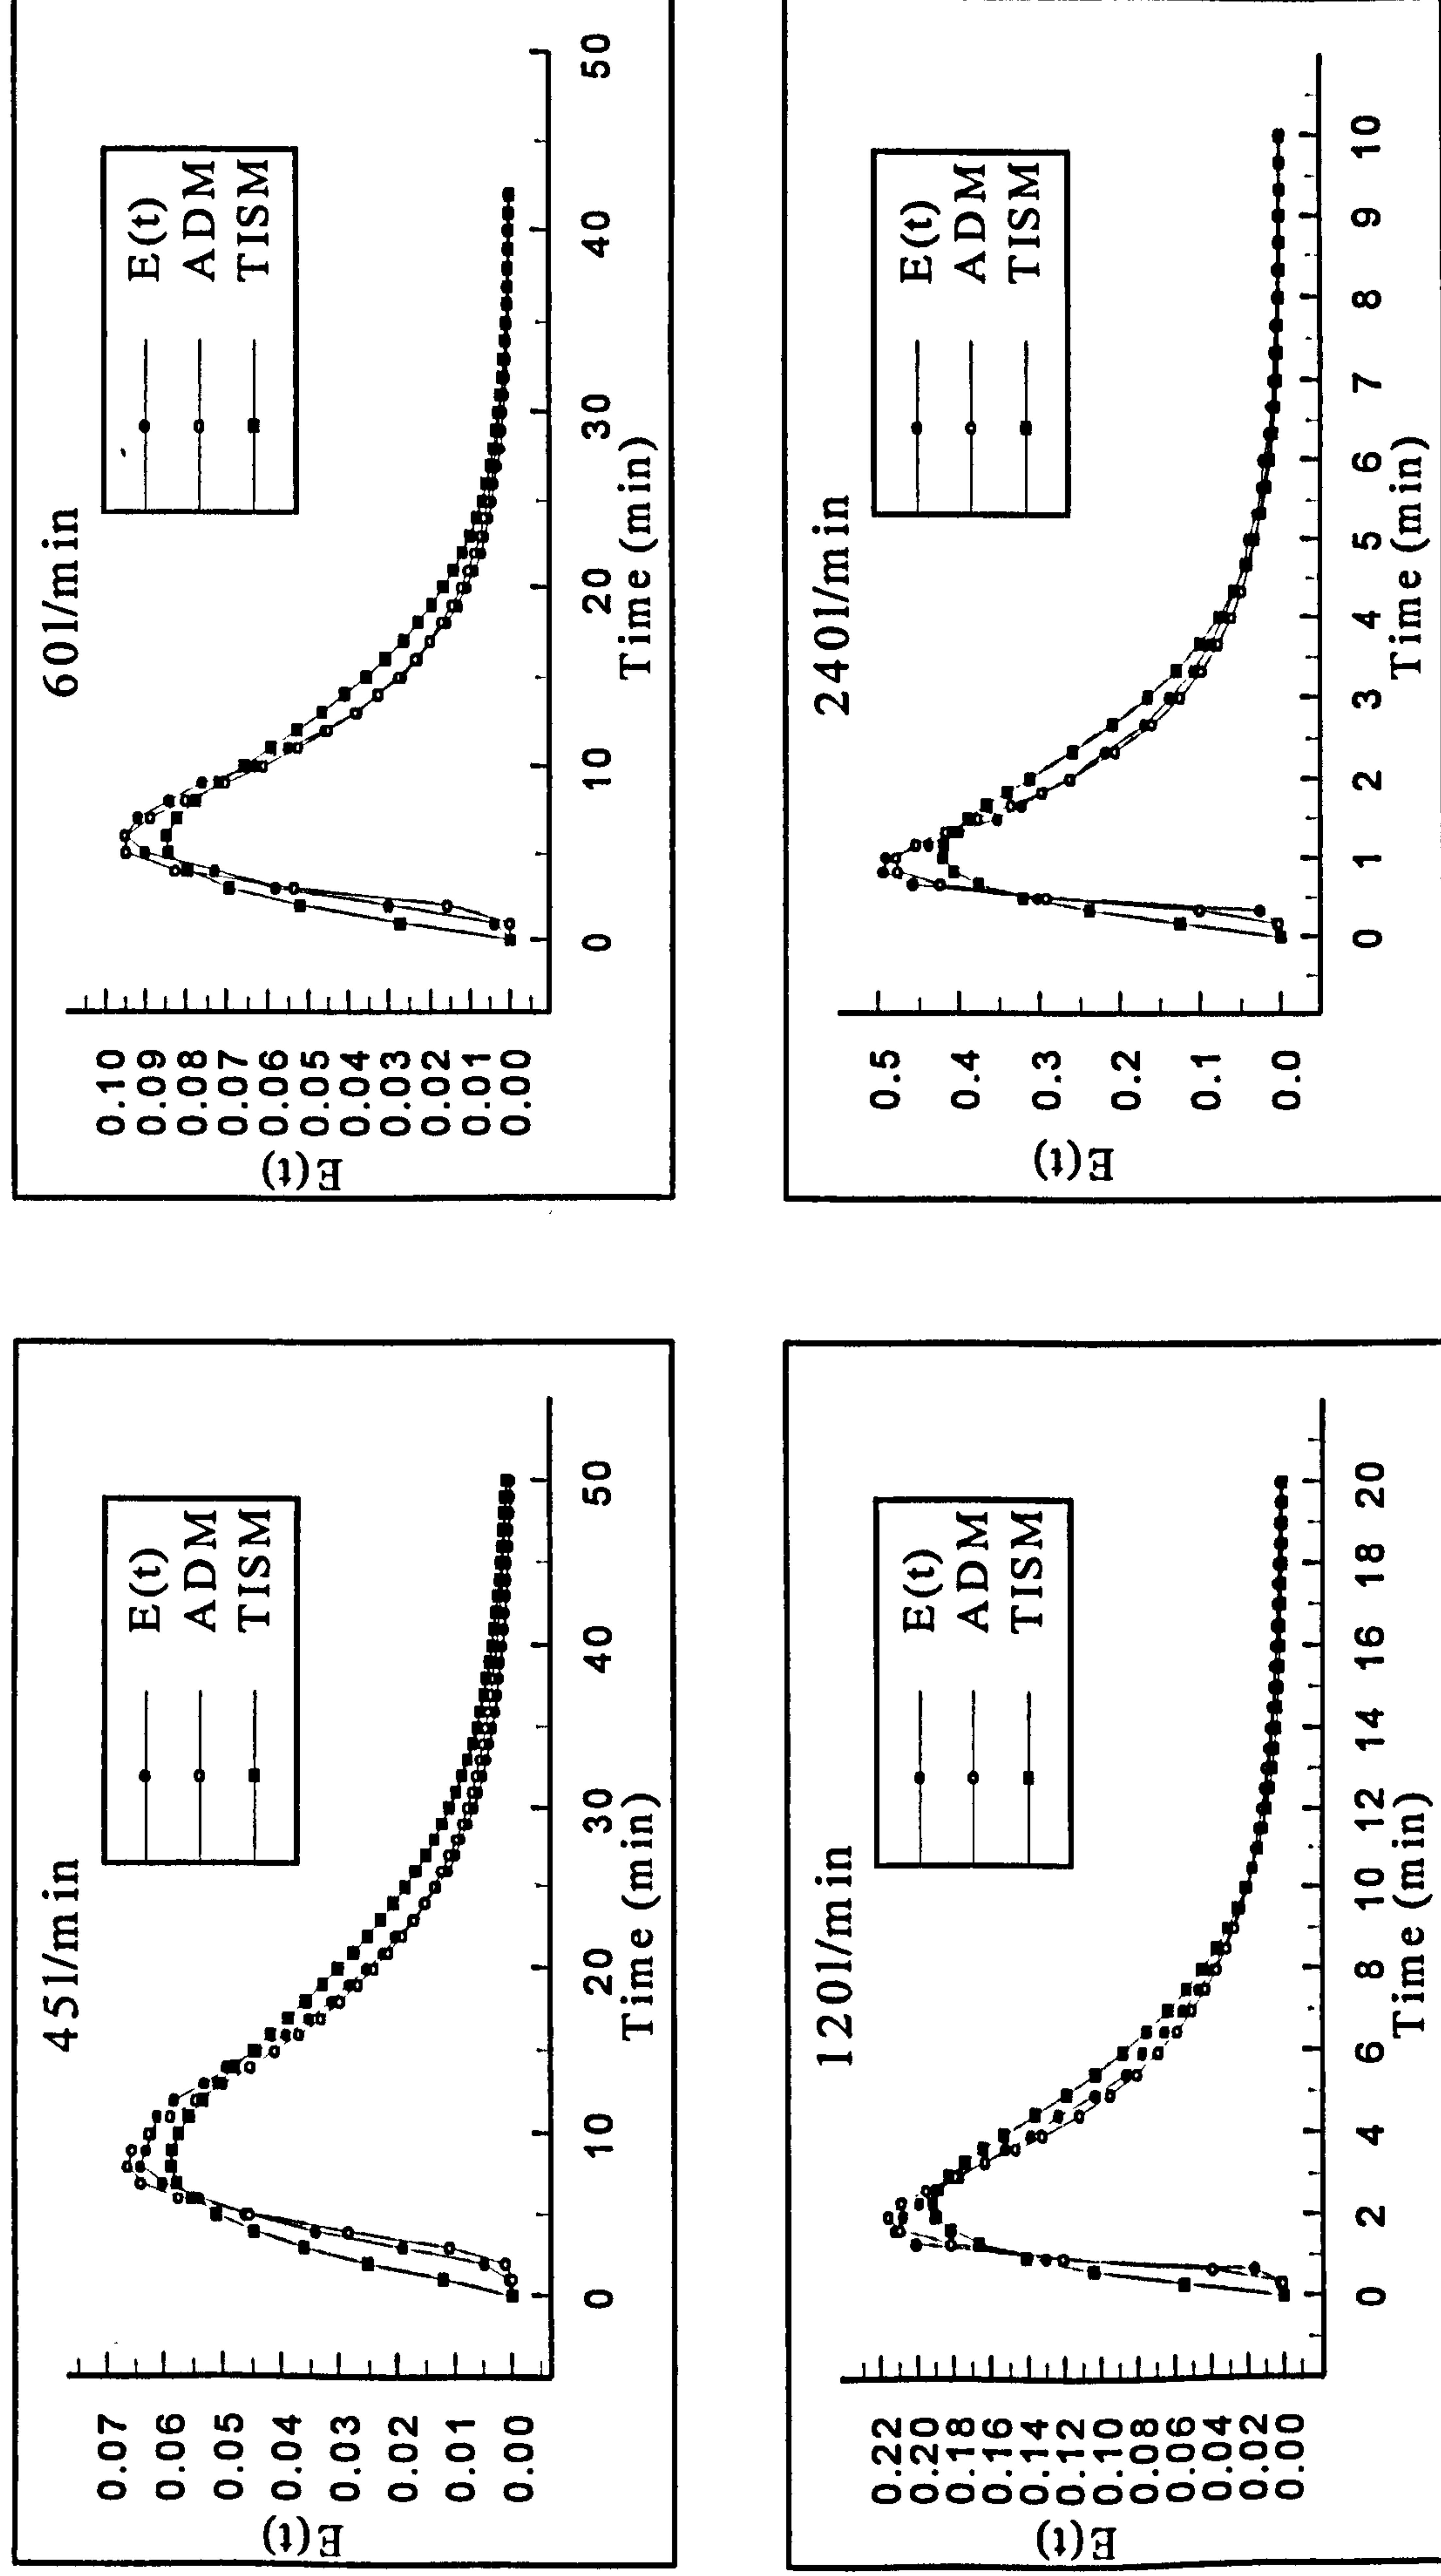 45l/min
E(t)
ADM
TISM
E(t)
0.07
0.06
0.05
0.04
0.03
0.02
0.01
0.00
0 10 20 30 40 50
Time (min)
60l/min
E(t)
ADM
TISM
E(t)
0.10
0.09
0.08
0.07
0.06
0.05
0.04
0.03
0.02
0.01
0.00
0 10 20 30 40 50
Time (min)
120l/min
E(t)
ADM
TISM
E(t)
0.22
0.20
0.18
0.16
0.14
0.12
0.10
0.08
0.06
0.04
0.02
0.00
0 2 4 6 8 10 12 14 16 18 20
Time (min)
240l/min
E(t)
ADM
TISM
E(t)
0.5
0.4
0.3
0.2
0.1
0.0
0 1 2 3 4 5 6 7 8 9 10
Time (min)